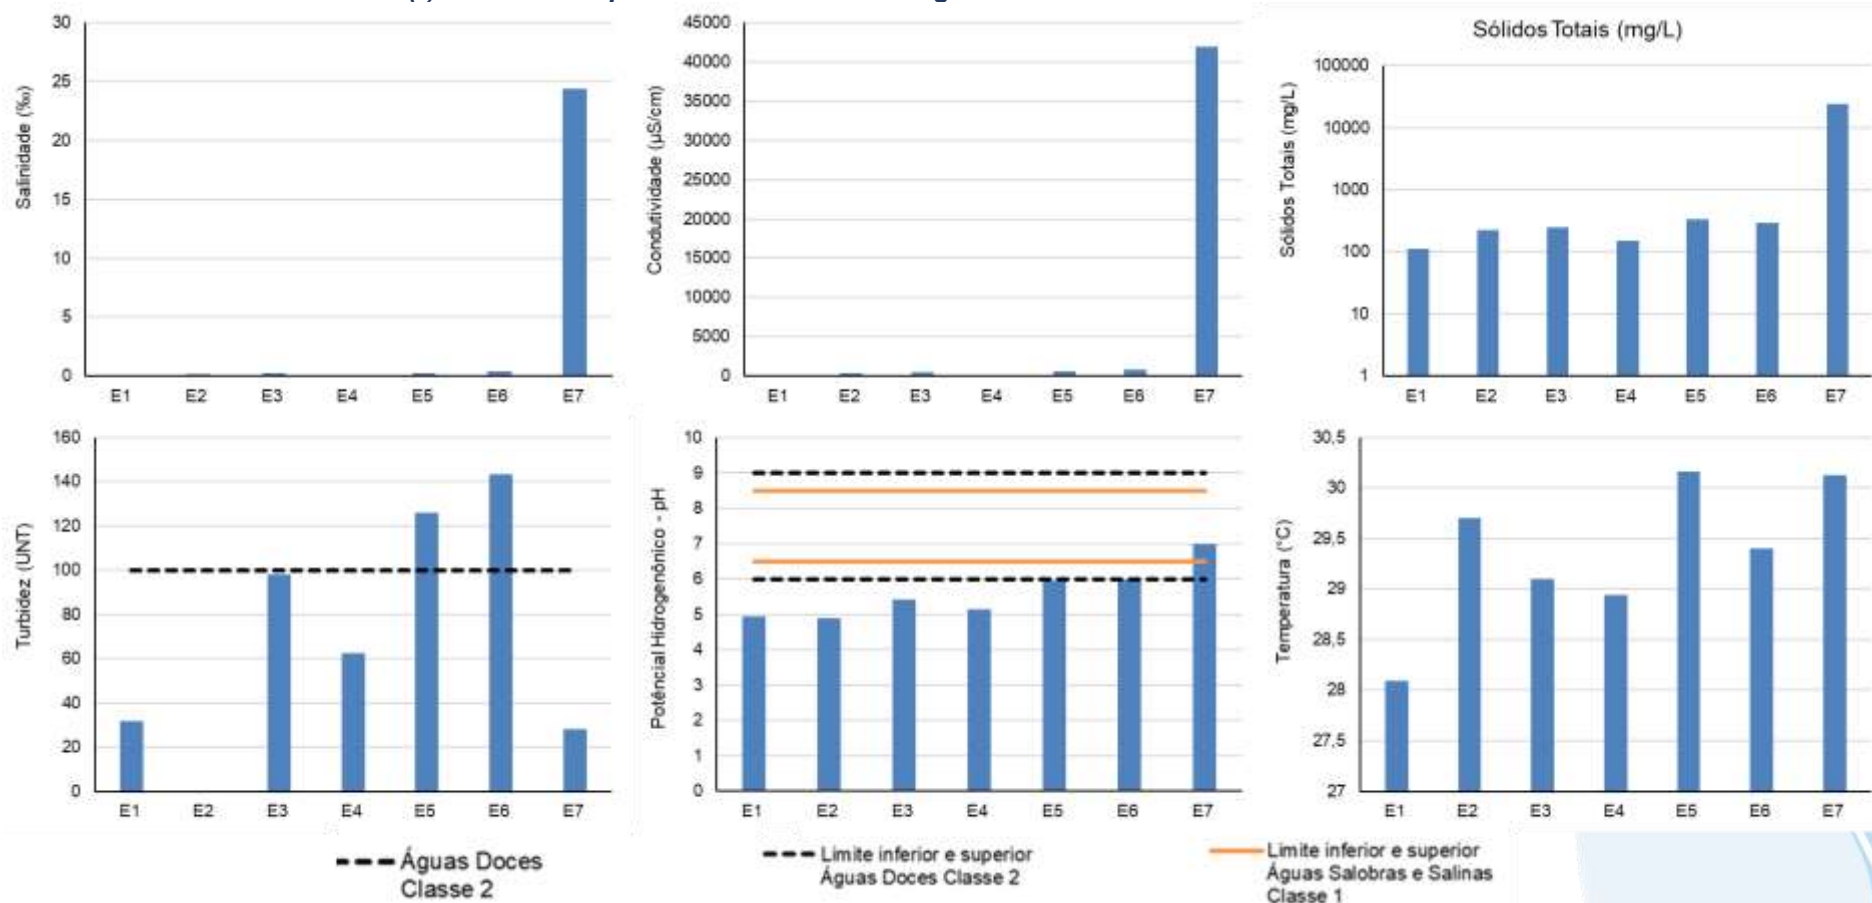 Salinidade (‰)
30
25
20
15
10
5
0
E1 E2 E3 E4 E5 E6 E7
Condutividade (µS/cm)
45000
40000
35000
30000
25000
20000
15000
10000
5000
0
E1 E2 E3 E4 E5 E6 E7
Sólidos Totais (mg/L)
Sólidos Totais (mg/L)
100000
10000
1000
100
10
1
E1 E2 E3 E4 E5 E6 E7
Turbidez (UNT)
160
140
120
100
80
60
40
20
0
E1 E2 E3 E4 E5 E6 E7
Potêncial Hidrogenônico - pH
10
9
8
7
6
5
4
3
2
1
0
E1 E2 E3 E4 E5 E6 E7
Temperatura (°C)
30,5
30
29,5
29
28,5
28
27,5
27
E1 E2 E3 E4 E5 E6 E7
Águas Doces
Classe 2
Limite inferior e superior
Águas Doces Classe 2
Limite inferior e superior
Águas Salobras e Salinas
Classe 1